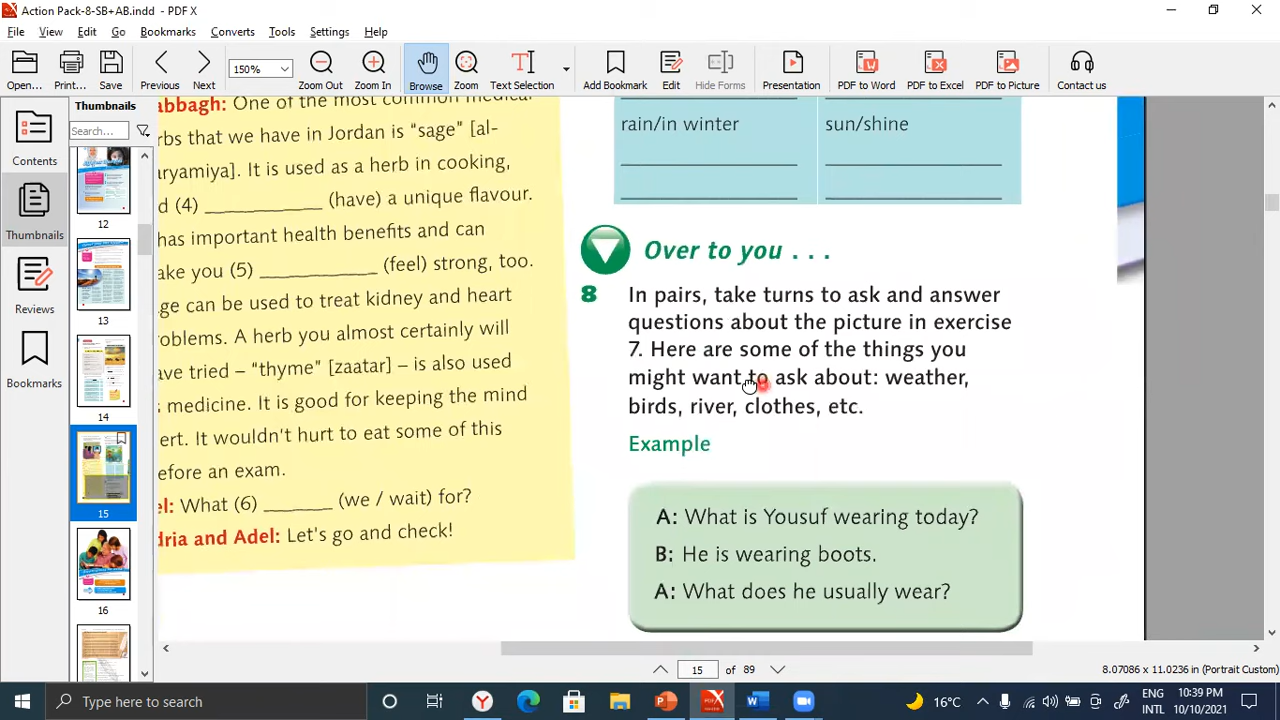 Action Pack-8-SB+AB.indd - PDF X
File View Edit Go Bookmarks Converts Tools Settings Help
150%
Open... Print... Save Previous Next Zoom Out Zoom In Browse Zoom Text Selection Add Bookmark Edit Hide Forms Presentation PDF to Word PDF to Excel PDF to Picture Contact us
Thumbnails
Search...
Contents
Thumbnails
Reviews
Bookmarks
12
13
14
15
16
abbagh: One of the most common medical
rbs that we have in Jordan is “sage” [al-
aryamiya]. It is used as a herb in cooking,
d (4) ____________ (have) a unique flavour.
has important health benefits and can
ake you (5) ____________ (feel) strong, too.
ge can be used to treat kidney and heart
roblems. A herb you almost certainly will
ave tried – “thyme” [zaatar] – is also used
s medicine. It is good for keeping the mind
ert. It wouldn’t hurt to eat some of this
efore an exam.
el: What (6) _______ (we / wait) for?
dria and Adel: Let’s go and check!
rain/in winter sun/shine
Over to you . . .
8 In pairs, take turns to ask and answer
questions about the picture in exercise
7. Here are some of the things you
might want to ask about: weather,
birds, river, clothes, etc.
Example
A: What is Yousuf wearing today?
B: He is wearing boots.
A: What does he usually wear?
15 of 89
8.07086 x 11.0236 in (Portrait Custom)
Type here to search
16°C
ENG
INTL
10:39 PM
10/10/2021